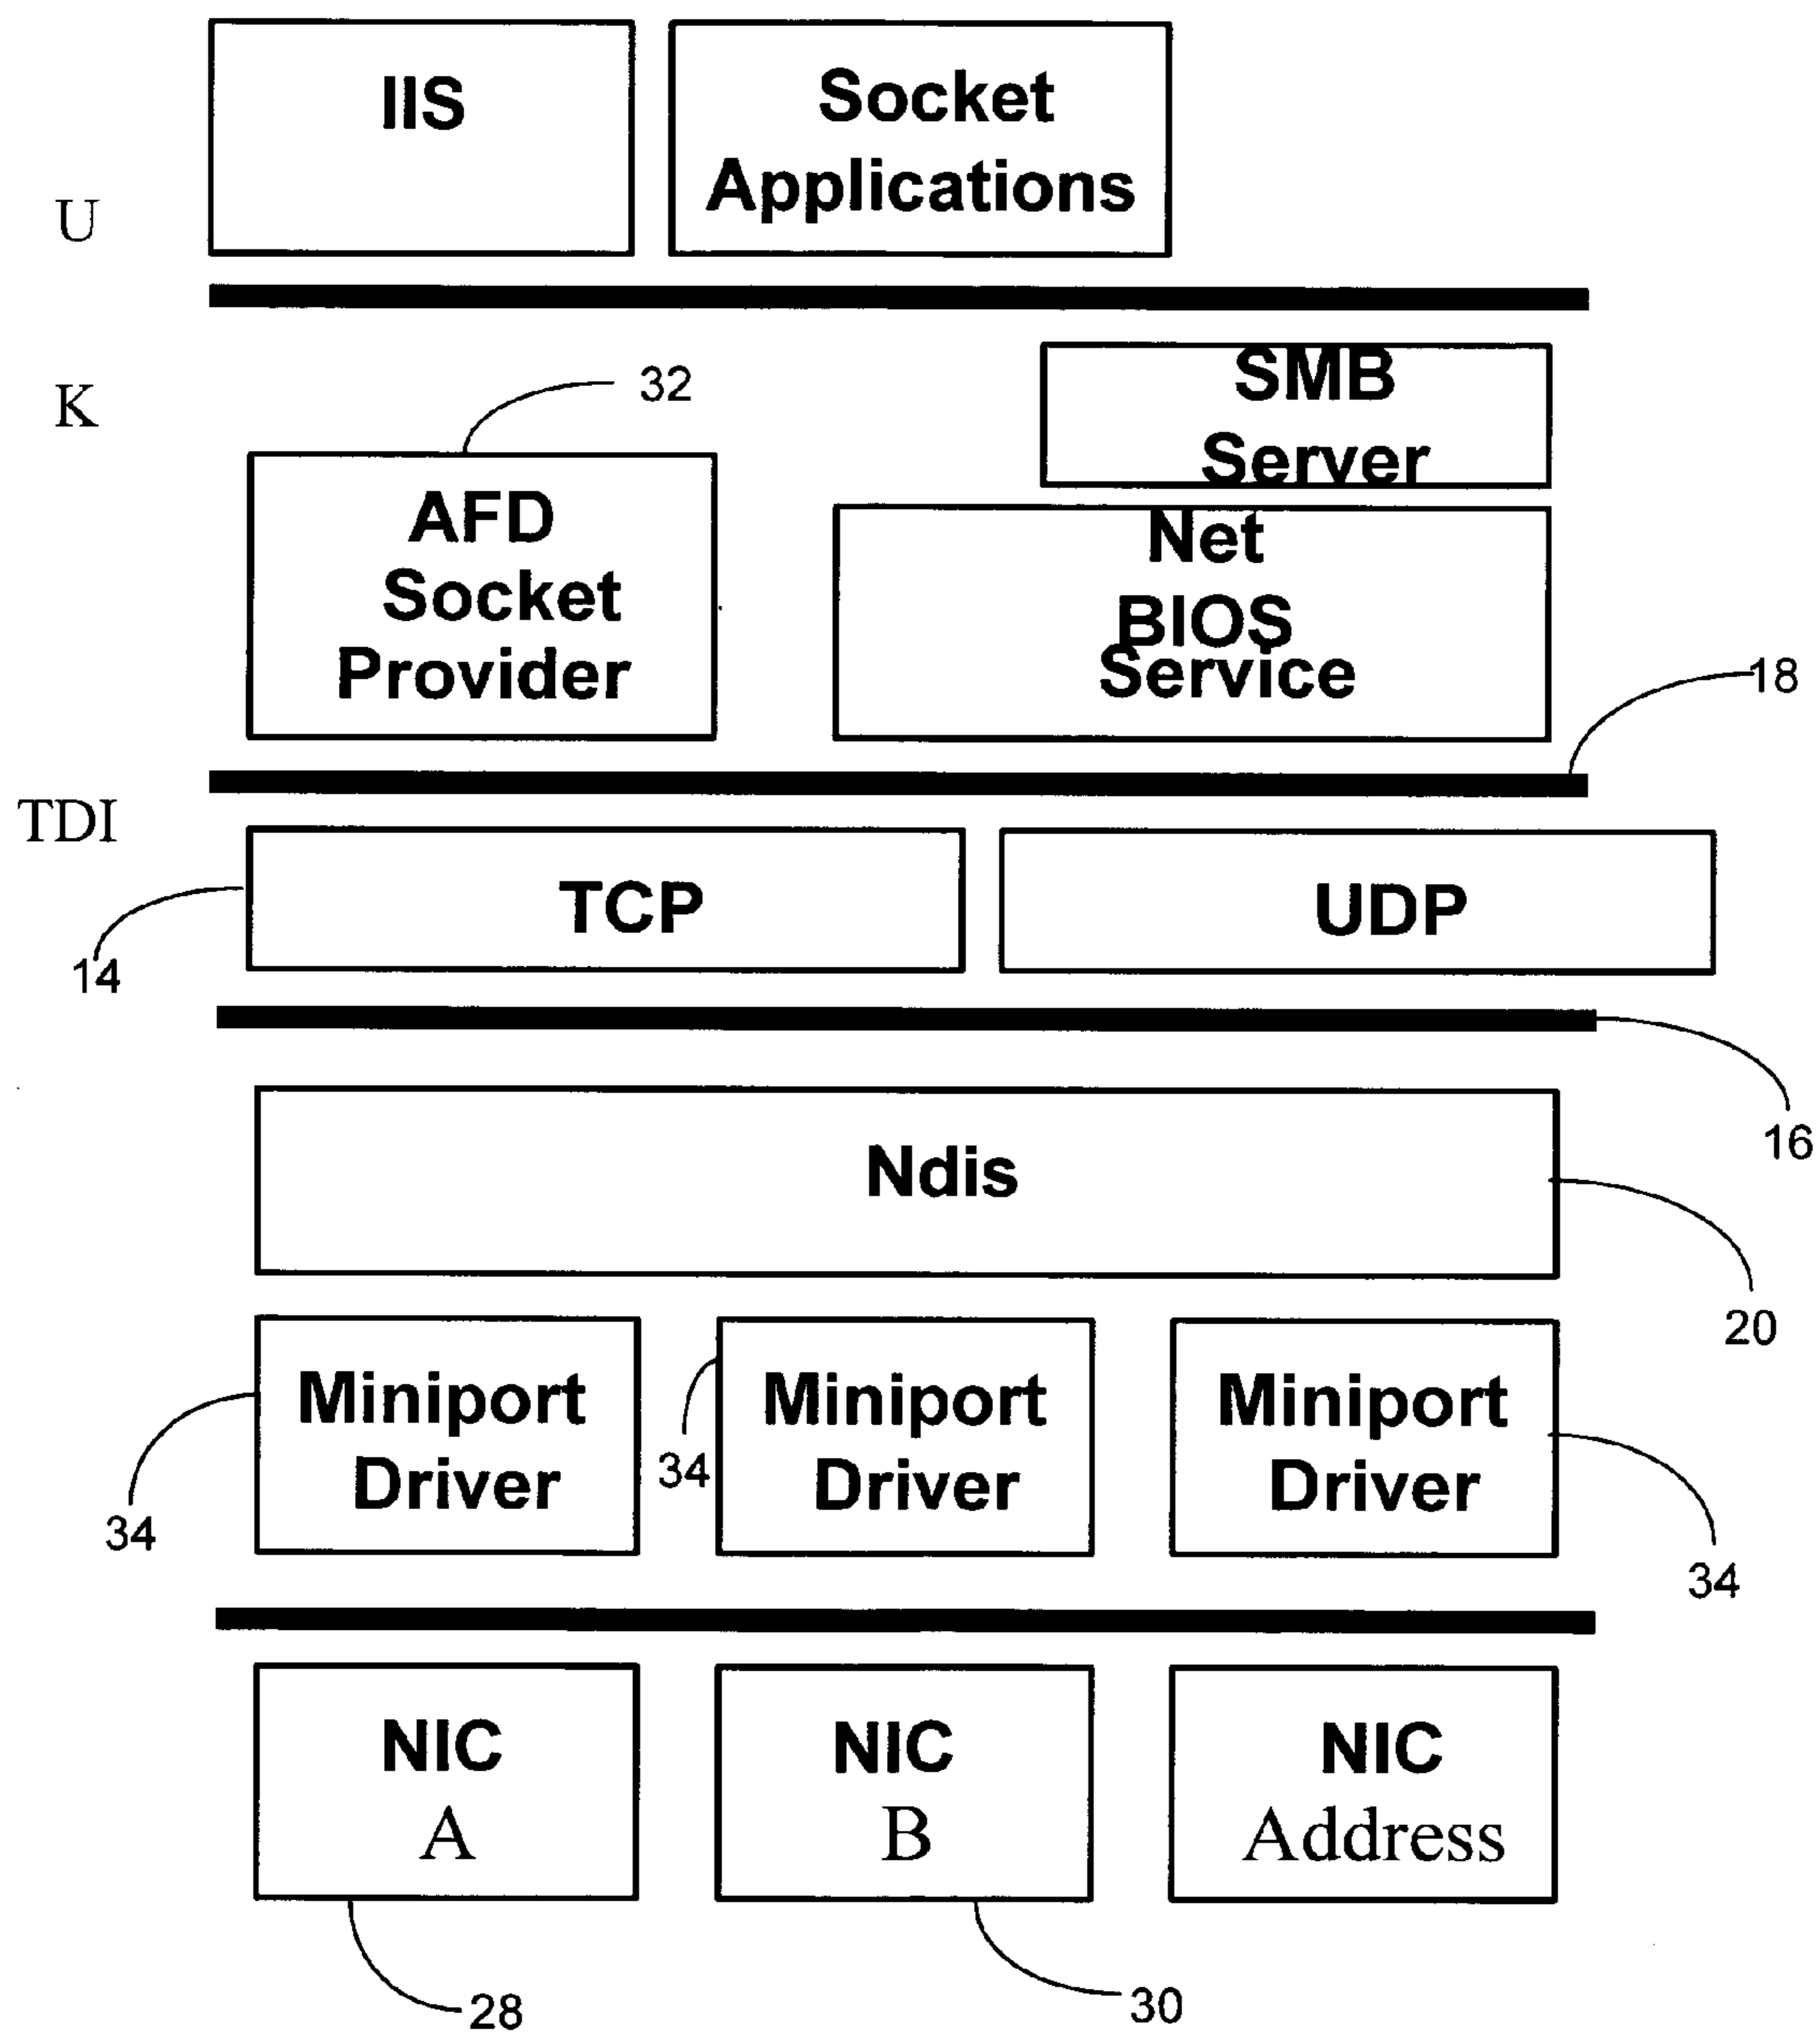 IIS
Socket
Applications
U
K
32
SMB
Server
AFD
Socket
Provider
Net
BIOS
Service
18
TDI
TCP
UDP
14
16
Ndis
20
Miniport
Driver
34
Miniport
Driver
34
Miniport
Driver
34
NIC
A
NIC
B
NIC
Address
28
30